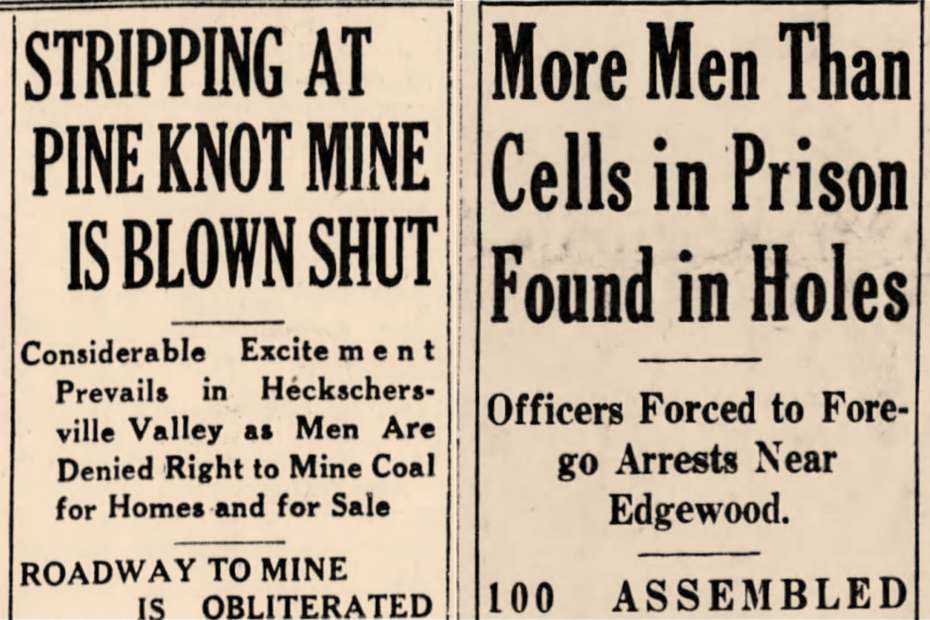 STRIPPING AT
PINE KNOT MINE
IS BLOWN SHUT
Considerable Excitement
Prevails in Heckschers-
ville Valley as Men Are
Denied Right to Mine Coal
for Homes and for Sale
ROADWAY TO MINE
IS OBLITERATED
More Men Than
Cells in Prison
Found in Holes
Officers Forced to Fore-
go Arrests Near
Edgewood.
100 ASSEMBLED